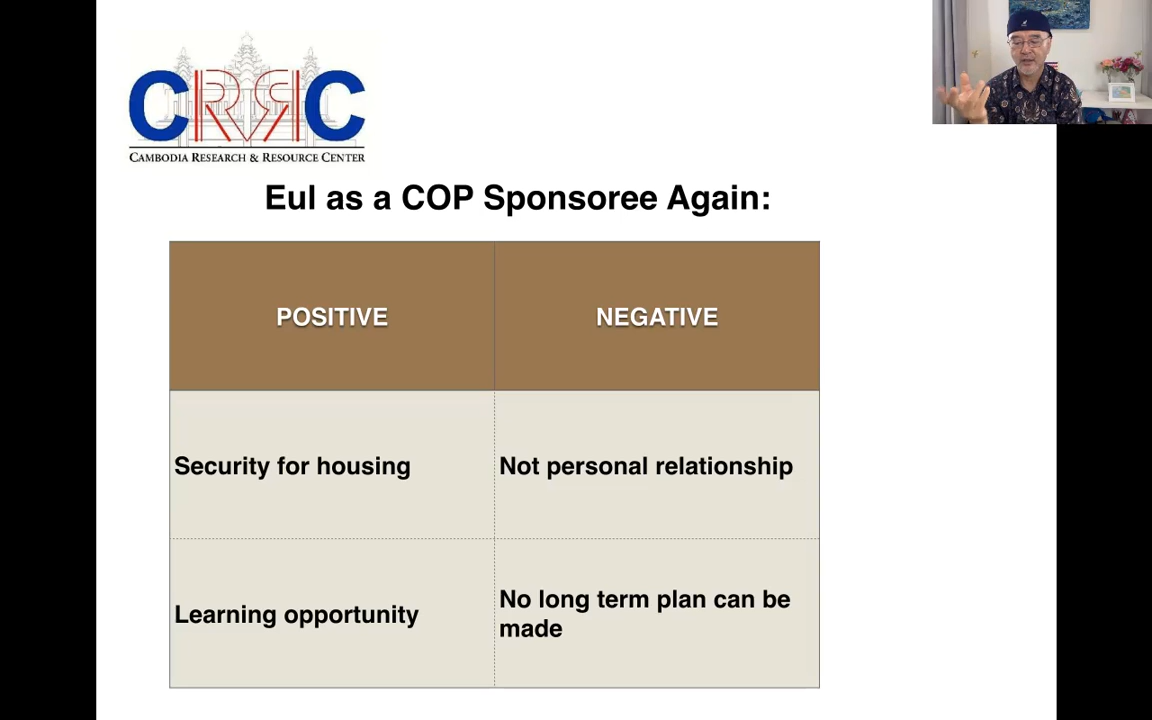 CRRC
CAMBODIA RESEARCH & RESOURCE CENTER
Eul as a COP Sponsoree Again:
POSITIVE
NEGATIVE
Security for housing
Not personal relationship
Learning opportunity
No long term plan can be
made